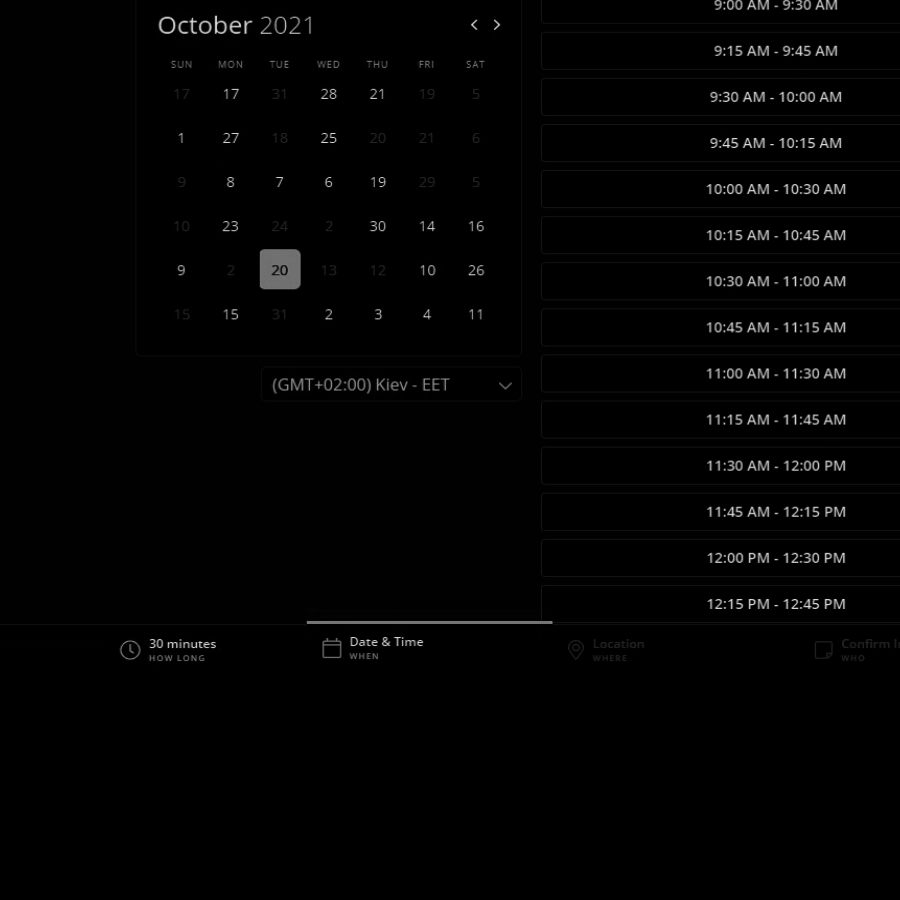 October 2021
SUN MON TUE WED THU FRI SAT
17 17 31 28 21 19 5
1 27 18 25 20 21 6
9 8 7 6 19 29 5
10 23 24 2 30 14 16
9 2 20 13 12 10 26
15 15 31 2 3 4 11
(GMT+02:00) Kiev - EET
9:00 AM - 9:30 AM
9:15 AM - 9:45 AM
9:30 AM - 10:00 AM
9:45 AM - 10:15 AM
10:00 AM - 10:30 AM
10:15 AM - 10:45 AM
10:30 AM - 11:00 AM
10:45 AM - 11:15 AM
11:00 AM - 11:30 AM
11:15 AM - 11:45 AM
11:30 AM - 12:00 PM
11:45 AM - 12:15 PM
12:00 PM - 12:30 PM
12:15 PM - 12:45 PM
30 minutes
HOW LONG
Date & Time
WHEN
Location
WHERE
Confirm
WHO